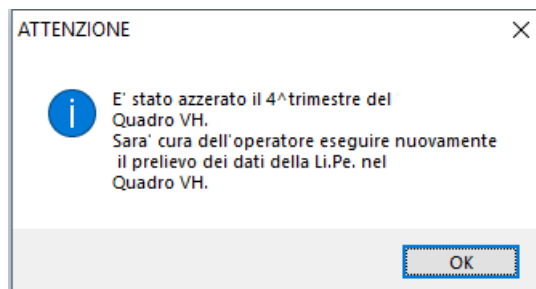 ATTENZIONE
E' stato azzerato il 4^trimestre del
Quadro VH.
Sara' cura dell'operatore eseguire nuovamente
il prelievo dei dati della Li.Pe. nel
Quadro VH.
OK